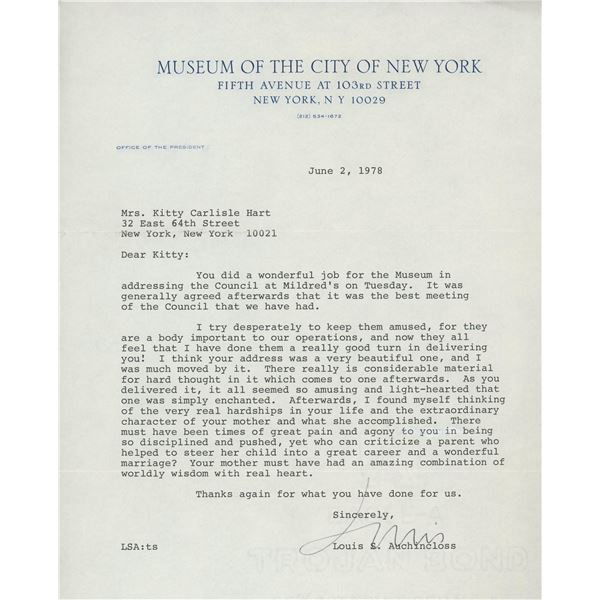 MUSEUM OF THE CITY OF NEW YORK
FIFTH AVENUE AT 103RD STREET
NEW YORK, N Y 10029
(212) 534-1672
OFFICE OF THE PRESIDENT
June 2, 1978
Mrs. Kitty Carlisle Hart
32 East 64th Street
New York, New York 10021
Dear Kitty:
You did a wonderful job for the Museum in
addressing the Council at Mildred's on Tuesday. It was
generally agreed afterwards that it was the best meeting
of the Council that we have had.
I try desperately to keep them amused, for they
are a body important to our operations, and now they all
feel that I have done them a really good turn in delivering
you! I think your address was a very beautiful one, and I
was much moved by it. There really is considerable material
for hard thought in it which comes to one afterwards. As you
delivered it, it all seemed so amusing and light-hearted that
one was simply enchanted. Afterwards, I found myself thinking
of the very real hardships in your life and the extraordinary
character of your mother and what she accomplished. There
must have been times of great pain and agony to you in being
so disciplined and pushed, yet who can criticize a parent who
helped to steer her child into a great career and a wonderful
marriage? Your mother must have had an amazing combination of
worldly wisdom with real heart.
Thanks again for what you have done for us.
Sincerely,
Louis
LSA:ts
Louis S. Auchincloss
TROJAN BOND